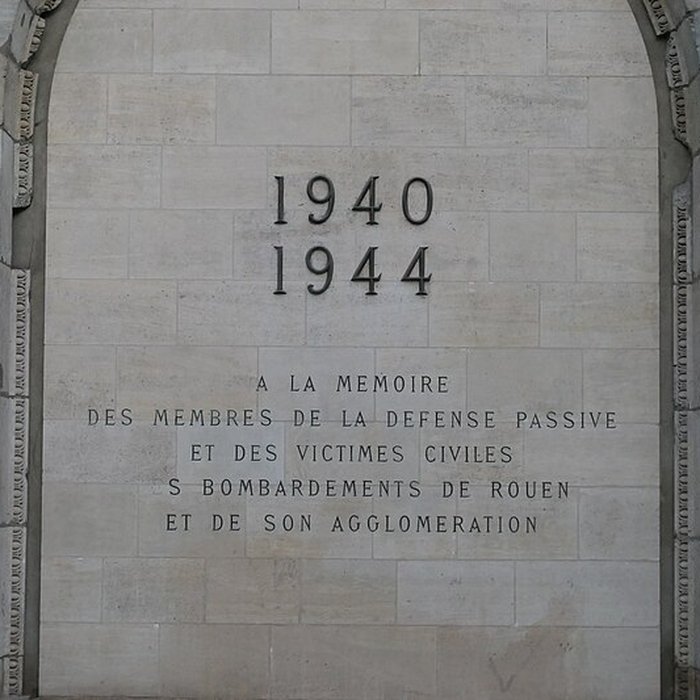 1940
1944
A LA MEMOIRE
DES MEMBRES DE LA DEFENSE PASSIVE
ET DES VICTIMES CIVILES
S BOMBARDEMENTS DE ROUEN
ET DE SON AGGLOMERATION